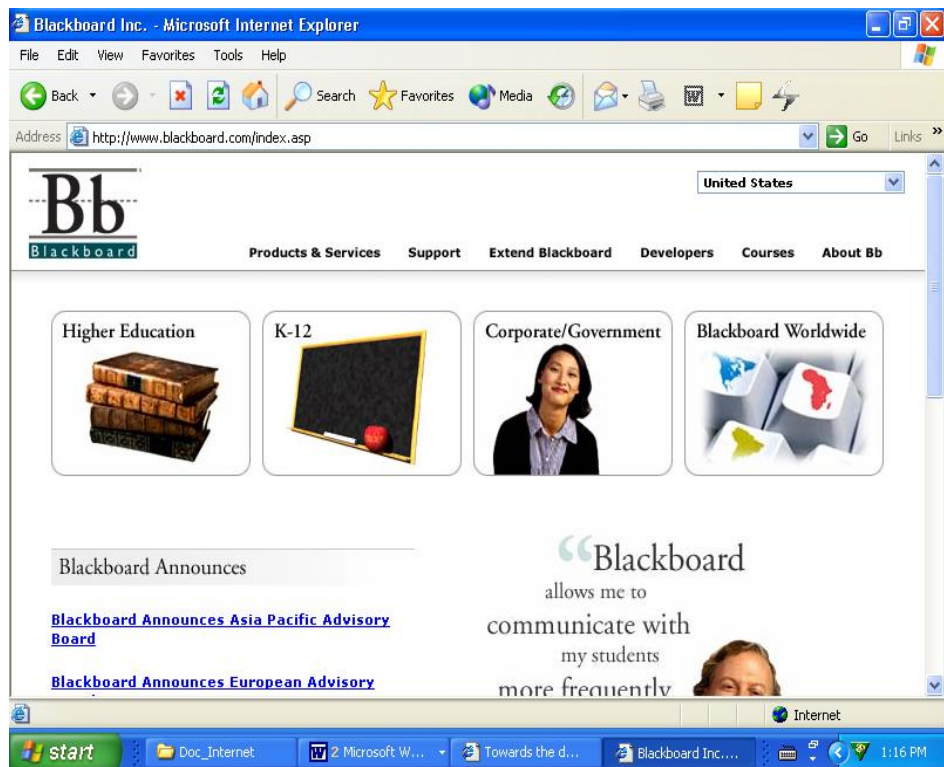 Blackboard Inc. - Microsoft Internet Explorer
File Edit View Favorites Tools Help
Back Search Favorites Media
Address http://www.blackboard.com/index.asp Go Links »
Bb
Blackboard
United States
Products & Services Support Extend Blackboard Developers Courses About Bb
Higher Education K-12 Corporate/Government Blackboard Worldwide
Blackboard Announces
Blackboard Announces Asia Pacific Advisory
Board
Blackboard Announces European Advisory
“Blackboard
allows me to
communicate with
my students
more frequently
Internet
start Doc_Internet 2 Microsoft W... Towards the d... Blackboard Inc.... 1:16 PM